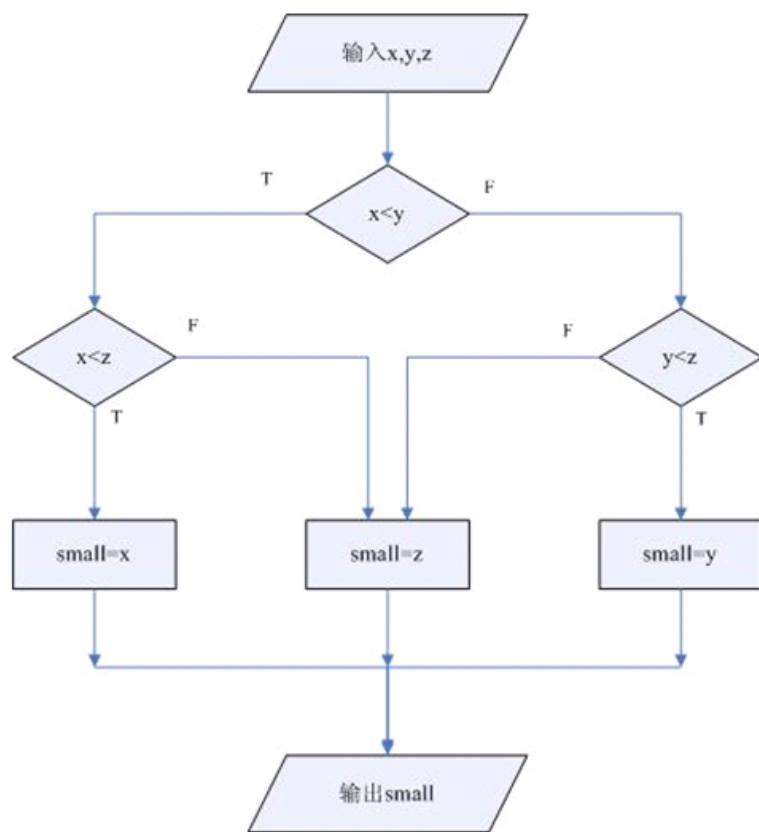 输入x,y,z
T
F
x<y
F
F
x<z
y<z
T
T
small=x
small=z
small=y
输出small